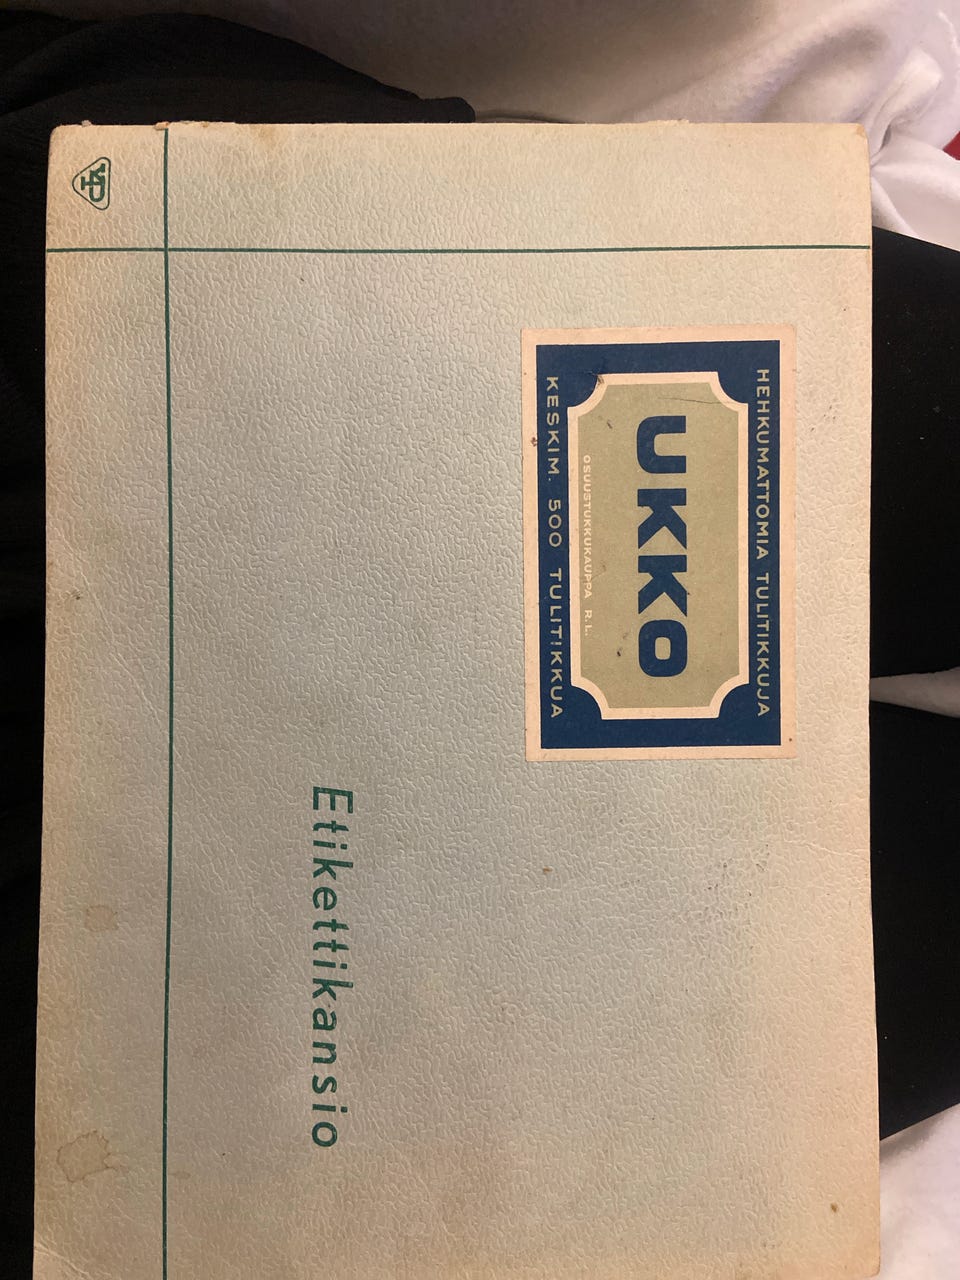 HEHKUMATTOMIA TULITIKKUJA
UKKO
OSUUSTUKKUKAUPPA R.L.
KESKIM. 500 TULITIKKUA
Etikettikansio